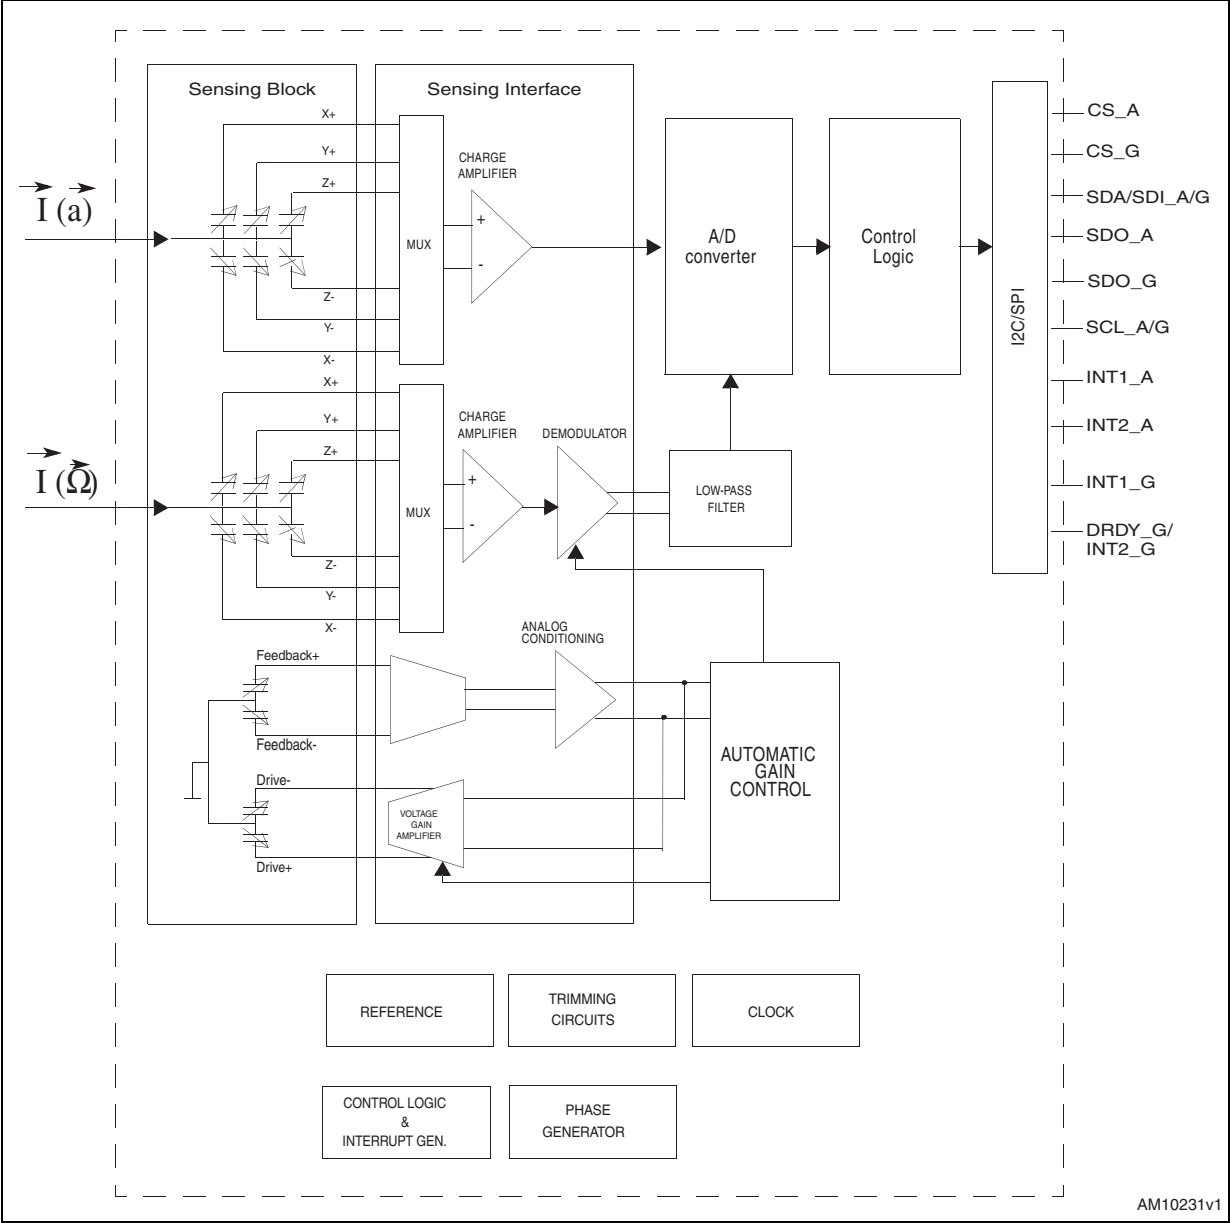 Sensing Block
Sensing Interface
X+
Y+
Z+
I (a)
Z-
Y-
X-
MUX
CHARGE
AMPLIFIER
+
-
A/D
converter
Control
Logic
I2C/SPI
CS_A
CS_G
SDA/SDI_A/G
SDO_A
SDO_G
SCL_A/G
INT1_A
INT2_A
INT1_G
DRDY_G/
INT2_G
X+
Y+
Z+
I (Ω)
Z-
Y-
X-
MUX
CHARGE
AMPLIFIER
+
-
DEMODULATOR
LOW-PASS
FILTER
ANALOG
CONDITIONING
Feedback+
Feedback-
Drive-
Drive+
VOLTAGE
GAIN
AMPLIFIER
AUTOMATIC
GAIN
CONTROL
REFERENCE
TRIMMING
CIRCUITS
CLOCK
CONTROL LOGIC
&
INTERRUPT GEN.
PHASE
GENERATOR
AM10231v1